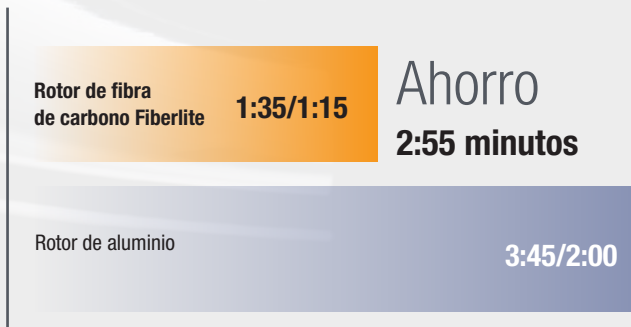 Rotor de fibra
de carbono Fiberlite
1:35/1:15
Ahorro
2:55 minutos
Rotor de aluminio
3:45/2:00